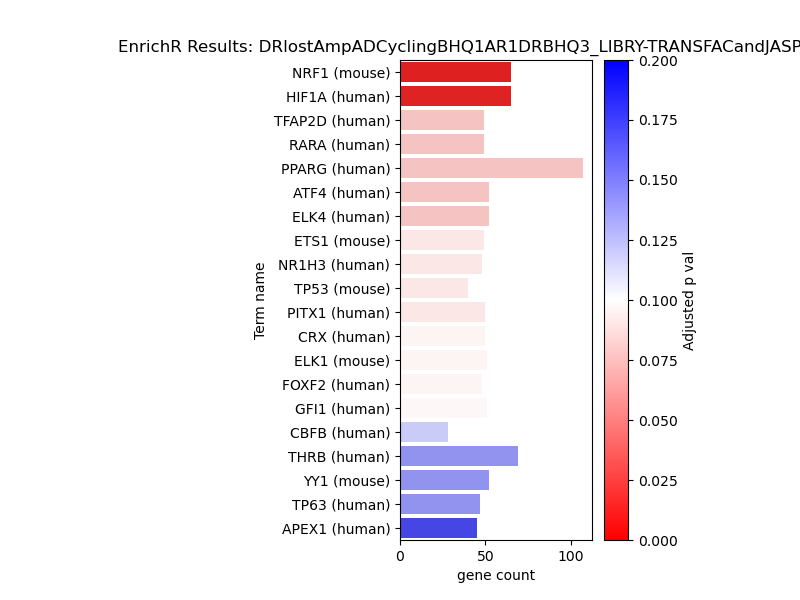 EnrichR Results: DRlostAmpADCyclingBHQ1AR1DRBHQ3_LIBRY-TRANSFACandJASP
NRF1 (mouse)
HIF1A (human)
TFAP2D (human)
RARA (human)
PPARG (human)
ATF4 (human)
ELK4 (human)
ETS1 (mouse)
NR1H3 (human)
TP53 (mouse)
PITX1 (human)
CRX (human)
ELK1 (mouse)
FOXF2 (human)
GFI1 (human)
CBFB (human)
THRB (human)
YY1 (mouse)
TP63 (human)
APEX1 (human)
Term name
0 50 100
gene count
0.200
0.175
0.150
0.125
0.100
0.075
0.050
0.025
0.000
Adjusted p val